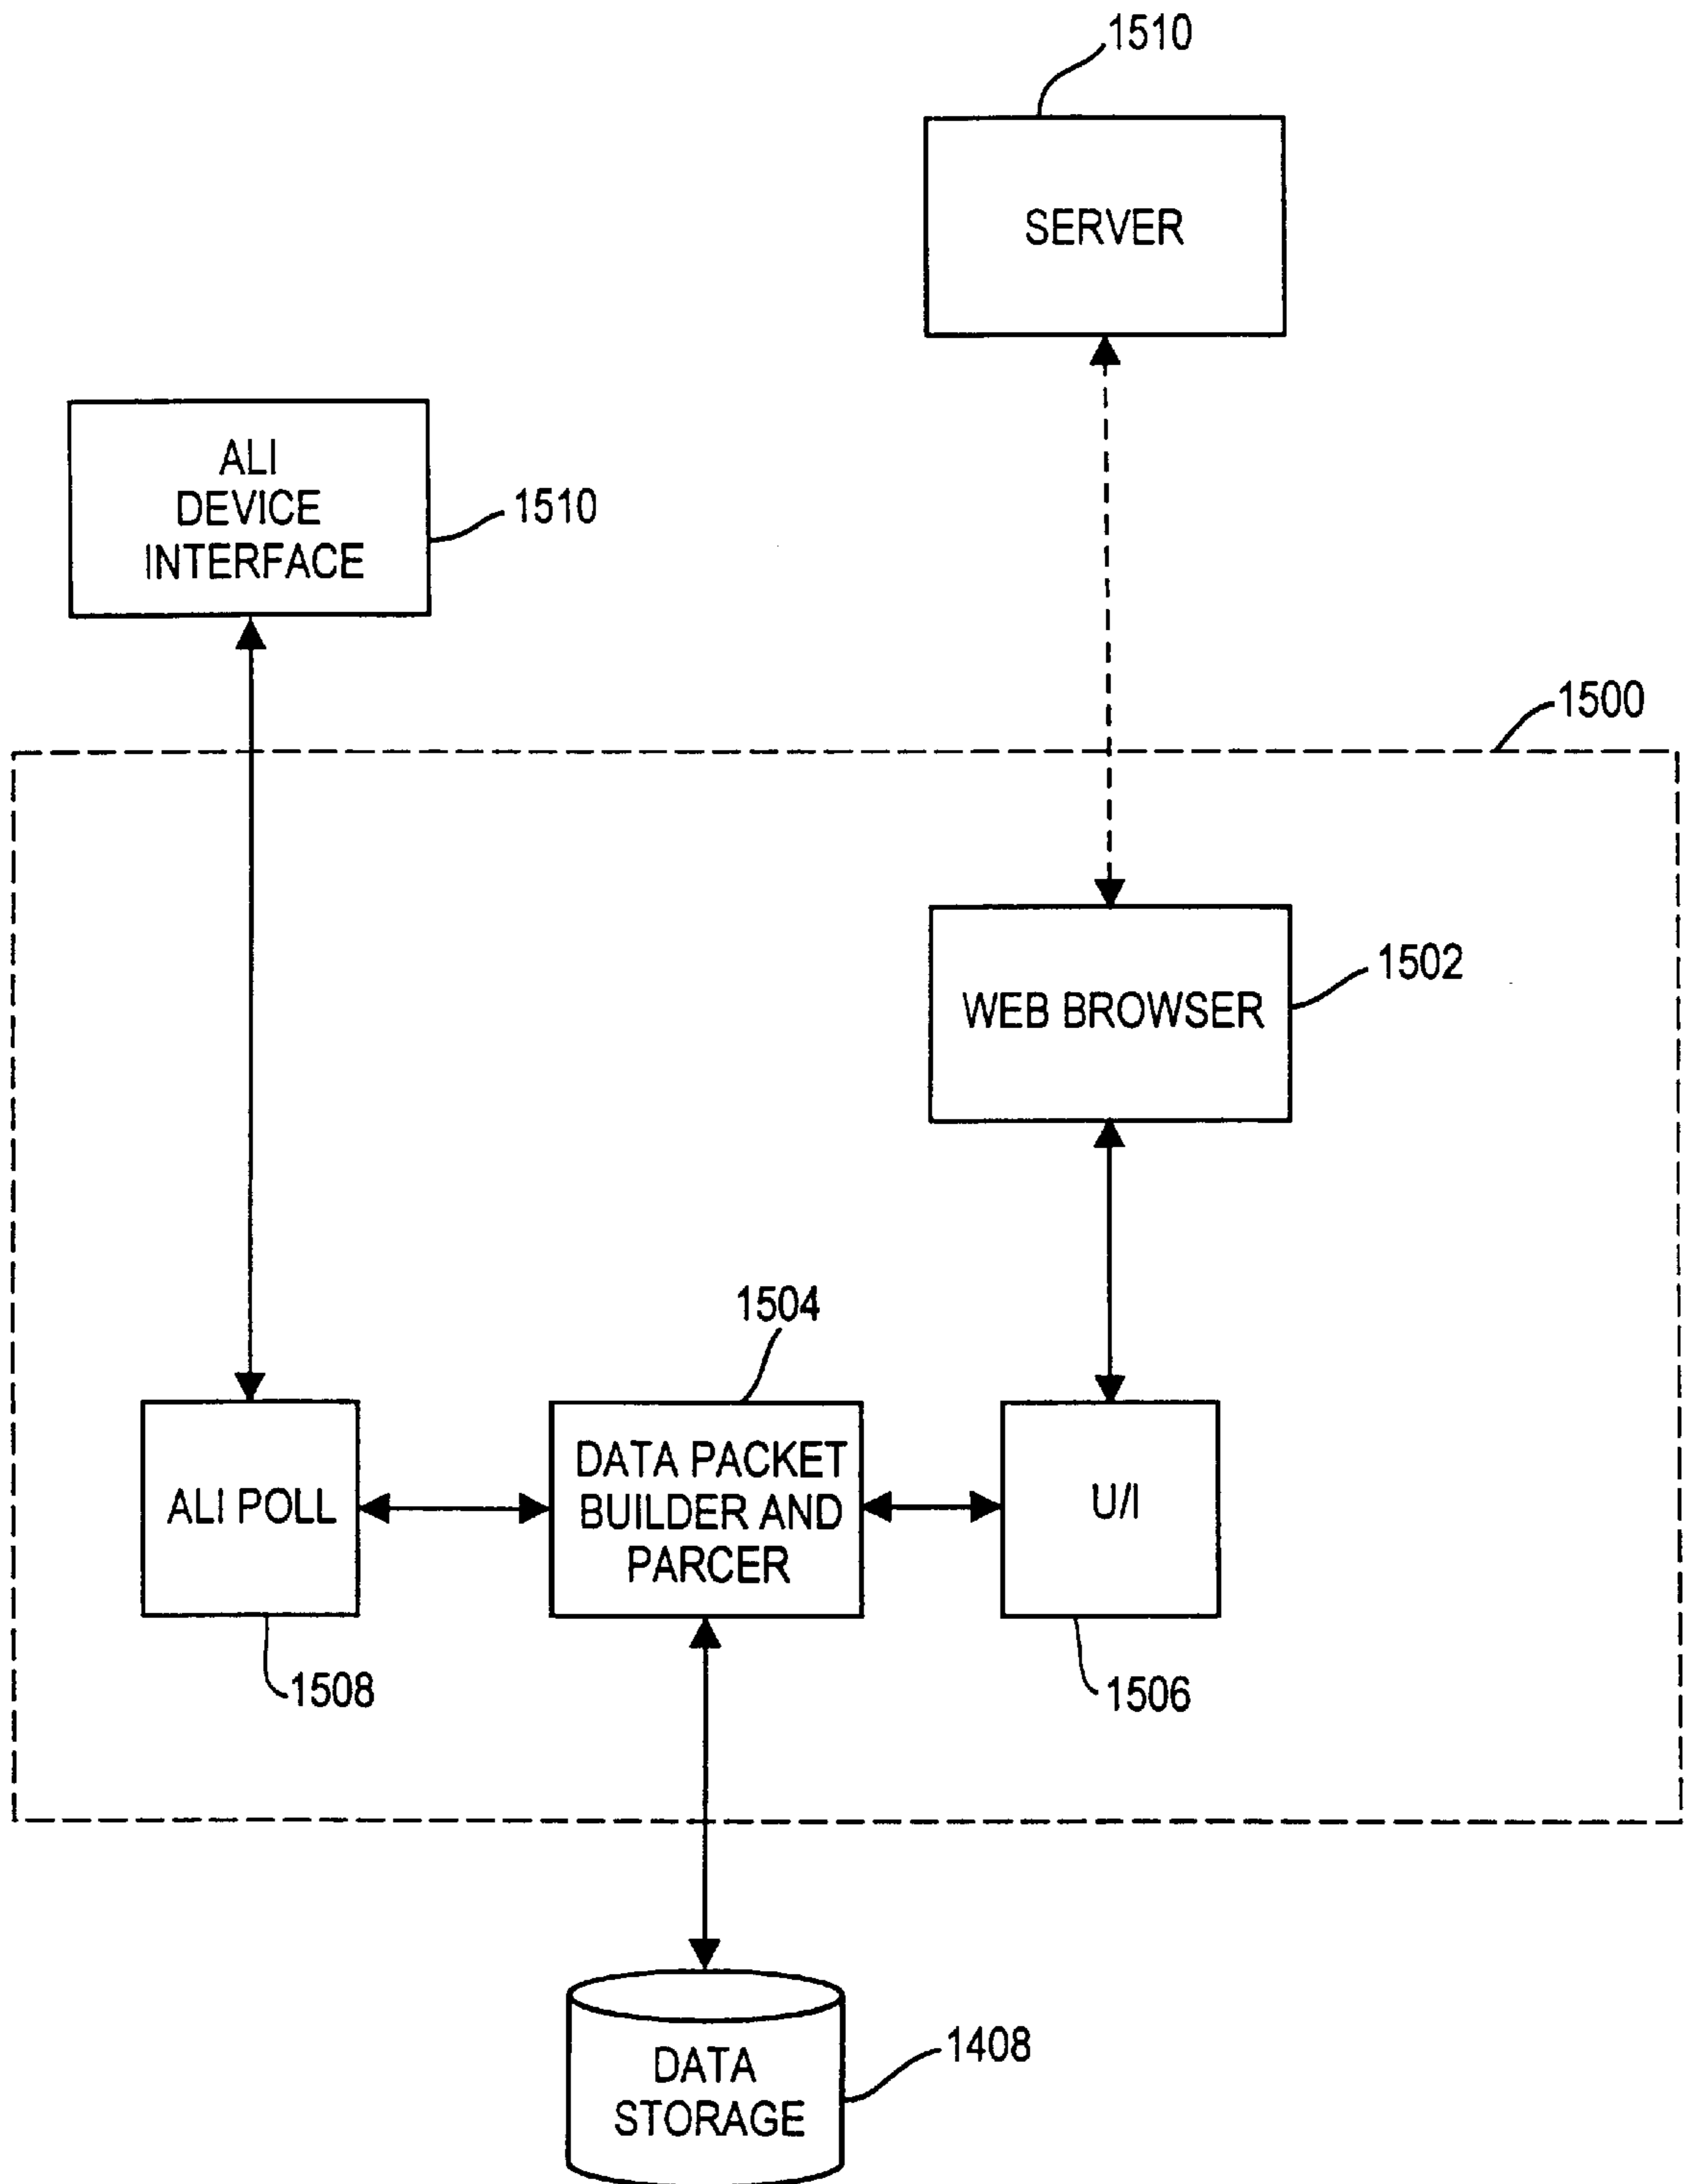 1510
SERVER
ALI
DEVICE
INTERFACE
1510
1500
WEB BROWSER
1502
1504
ALI POLL
DATA PACKET
BUILDER AND
PARCER
U/I
1508
1506
DATA
STORAGE
1408